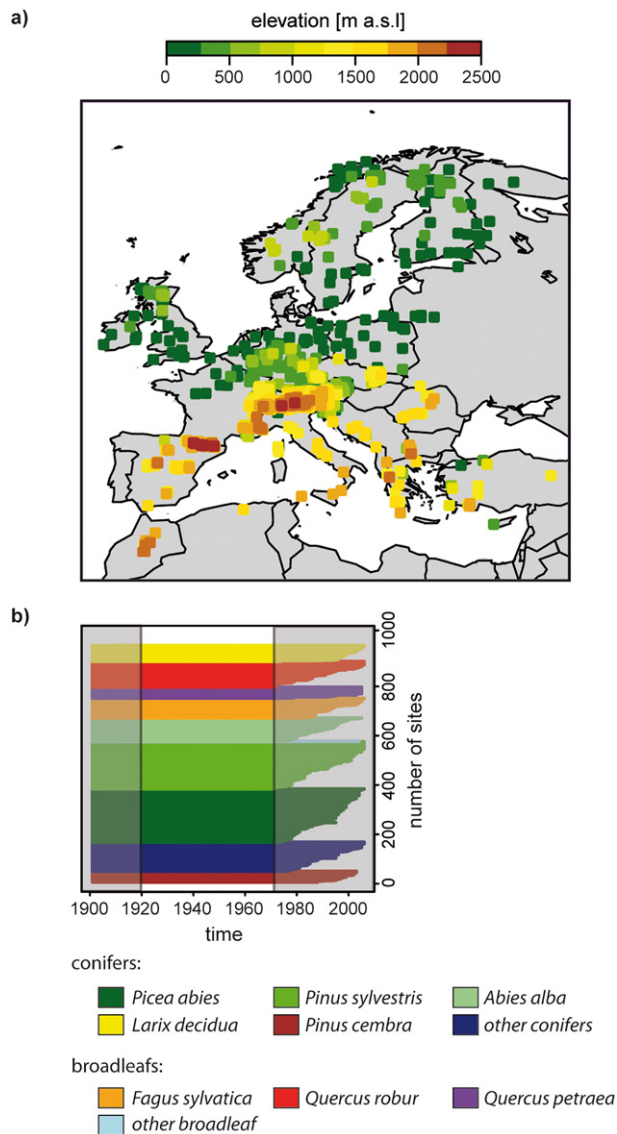 a)
elevation [m a.s.l]
0 500 1000 1500 2000 2500
b)
1000
800
600
400
200
0
number of sites
1900 1920 1940 1960 1980 2000
time
conifers:
Picea abies Pinus sylvestris Abies alba
Larix decidua Pinus cembra other conifers
broadleafs:
Fagus sylvatica Quercus robur Quercus petraea
other broadleaf